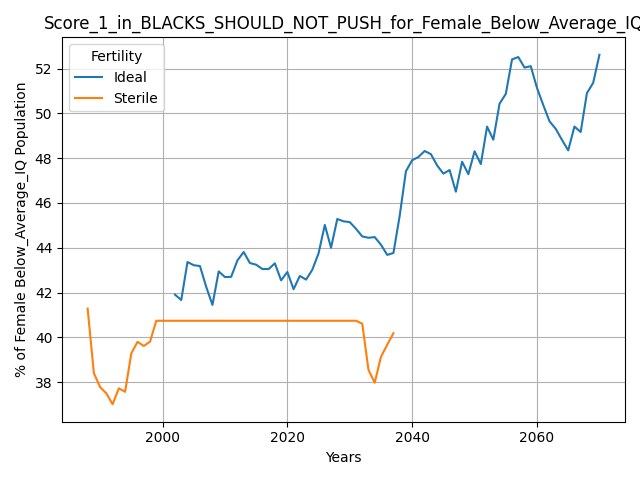 Score_1_in_BLACKS_SHOULD_NOT_PUSH_for_Female_Below_Average_IQ
Fertility
Ideal
Sterile
% of Female Below_Average_IQ Population
52
50
48
46
44
42
40
38
2000
2020
2040
2060
Years